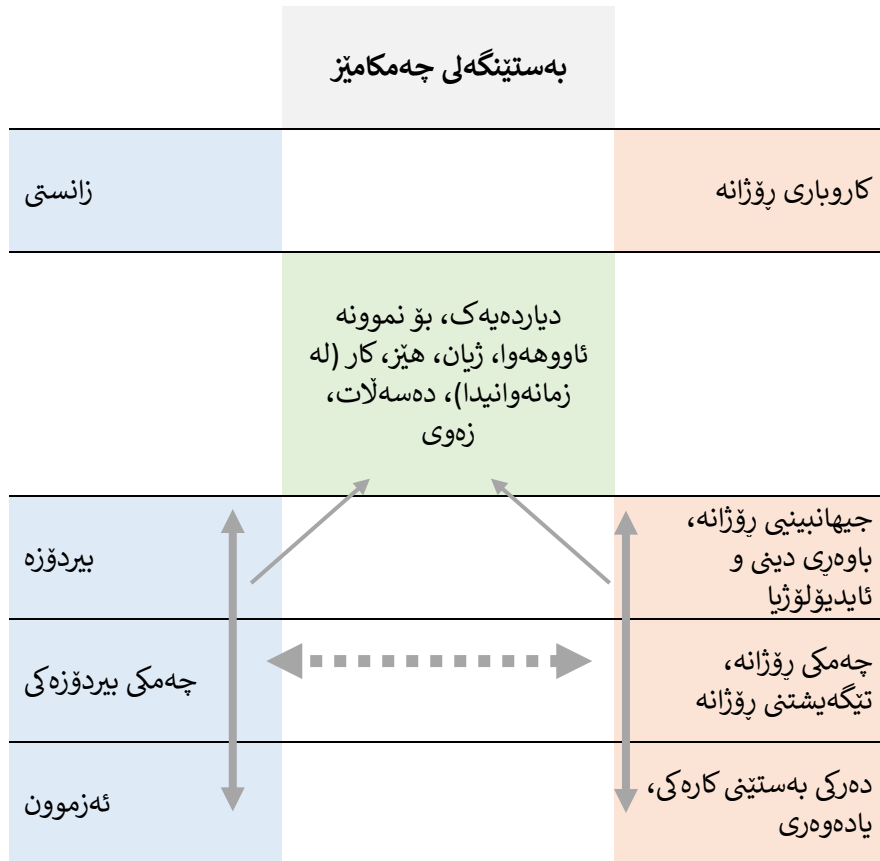 بەستێنگەلی چەمکامێز
کاروباری ڕۆژانە
زانستی
دیاردەیەک، بۆ نموونە
ئاووهەوا، ژیان، هێز، کار (لە
زمانەوانیدا)، دەسەڵات،
زەوی
جیهانبینیی ڕۆژانە،
باوەڕی دینی و
ئایدیۆلۆژیا
بیردۆزە
چەمکی ڕۆژانە،
تێگەیشتنی ڕۆژانە
چەمکی بیردۆزەکی
دەرکی بەستێنی کارەکی،
یادەوەری
ئەزموون